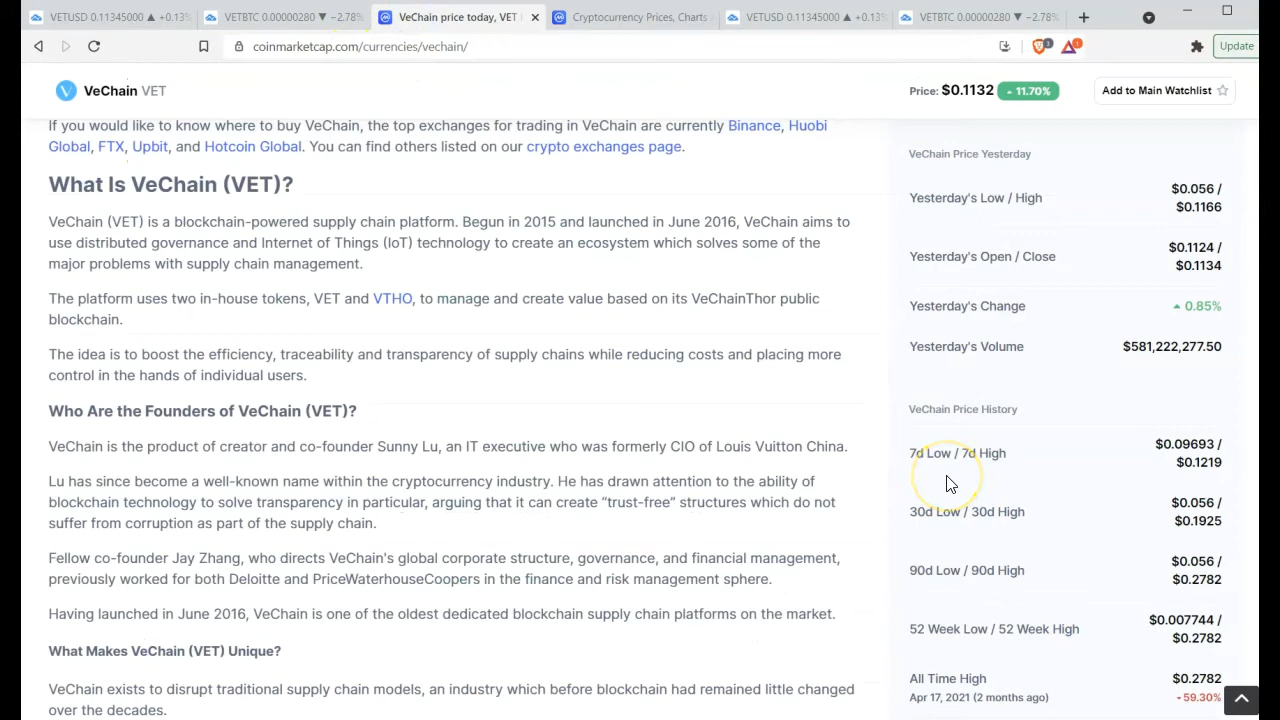 VETUSD 0.11345000 ▲ +0.13%
VETBTC 0.00000280 ▼ −2.78%
VeChain price today, VET
Cryptocurrency Prices, Charts
VETUSD 0.11345000 ▲ +0.13%
VETBTC 0.00000280 ▼ −2.78%
coinmarketcap.com/currencies/vechain/
Update
VeChain VET
Price: $0.1132 11.70%
Add to Main Watchlist
If you would like to know where to buy VeChain, the top exchanges for trading in VeChain are currently Binance, Huobi
Global, FTX, Upbit, and Hotcoin Global. You can find others listed on our crypto exchanges page.
What Is VeChain (VET)?
VeChain (VET) is a blockchain-powered supply chain platform. Begun in 2015 and launched in June 2016, VeChain aims to
use distributed governance and Internet of Things (IoT) technology to create an ecosystem which solves some of the
major problems with supply chain management.
The platform uses two in-house tokens, VET and VTHO, to manage and create value based on its VeChainThor public
blockchain.
The idea is to boost the efficiency, traceability and transparency of supply chains while reducing costs and placing more
control in the hands of individual users.
Who Are the Founders of VeChain (VET)?
VeChain is the product of creator and co-founder Sunny Lu, an IT executive who was formerly CIO of Louis Vuitton China.
Lu has since become a well-known name within the cryptocurrency industry. He has drawn attention to the ability of
blockchain technology to solve transparency in particular, arguing that it can create “trust-free” structures which do not
suffer from corruption as part of the supply chain.
Fellow co-founder Jay Zhang, who directs VeChain's global corporate structure, governance, and financial management,
previously worked for both Deloitte and PriceWaterhouseCoopers in the finance and risk management sphere.
Having launched in June 2016, VeChain is one of the oldest dedicated blockchain supply chain platforms on the market.
What Makes VeChain (VET) Unique?
VeChain exists to disrupt traditional supply chain models, an industry which before blockchain had remained little changed
over the decades.
VeChain Price Yesterday
Yesterday's Low / High
$0.056 /
$0.1166
Yesterday's Open / Close
$0.1124 /
$0.1134
Yesterday's Change
0.85%
Yesterday's Volume
$581,222,277.50
VeChain Price History
7d Low / 7d High
$0.09693 /
$0.1219
30d Low / 30d High
$0.056 /
$0.1925
90d Low / 90d High
$0.056 /
$0.2782
52 Week Low / 52 Week High
$0.007744 /
$0.2782
All Time High
$0.2782
Apr 17, 2021 (2 months ago)
-59.30%